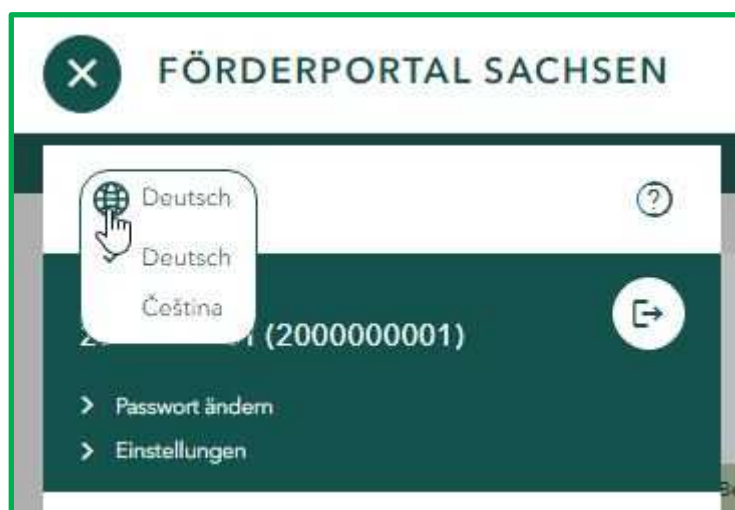 FÖRDERPORTAL SACHSEN
Deutsch
Deutsch
Čeština
(2000000001)
Passwort ändern
Einstellungen